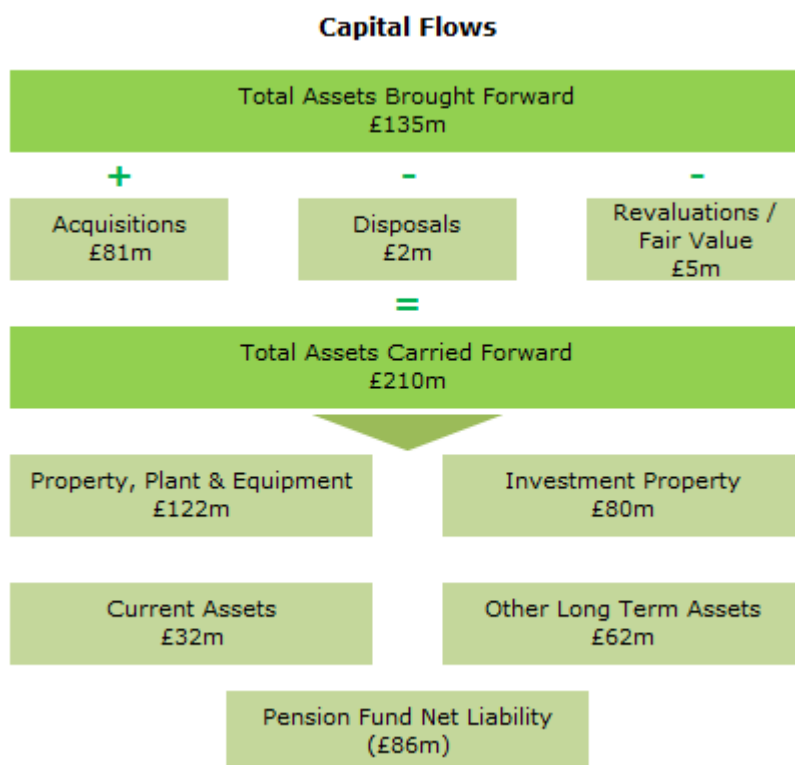 Capital Flows
Total Assets Brought Forward
£135m
+ - -
Acquisitions
£81m
Disposals
£2m
Revaluations /
Fair Value
£5m
=
Total Assets Carried Forward
£210m
Property, Plant & Equipment
£122m
Investment Property
£80m
Current Assets
£32m
Other Long Term Assets
£62m
Pension Fund Net Liability
(£86m)